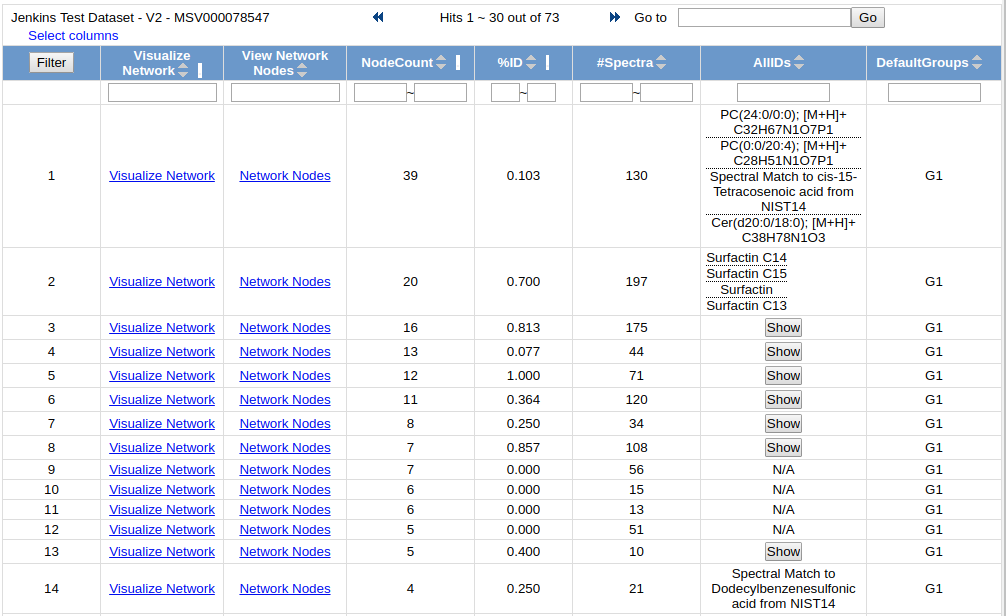 Jenkins Test Dataset - V2 - MSV000078547 Hits 1 ~ 30 out of 73 Go to Go
Select columns
Filter Visualize Network View Network Nodes NodeCount %ID #Spectra AllIDs DefaultGroups
~ ~ ~
1 Visualize Network Network Nodes 39 0.103 130 PC(24:0/0:0); [M+H]+ C32H67N1O7P1 G1
PC(0:0/20:4); [M+H]+ C28H51N1O7P1
Spectral Match to cis-15-Tetracosenoic acid from NIST14
Cer(d20:0/18:0); [M+H]+ C38H78N1O3
2 Visualize Network Network Nodes 20 0.700 197 Surfactin C14 G1
Surfactin C15
Surfactin
Surfactin C13
3 Visualize Network Network Nodes 16 0.813 175 Show G1
4 Visualize Network Network Nodes 13 0.077 44 Show G1
5 Visualize Network Network Nodes 12 1.000 71 Show G1
6 Visualize Network Network Nodes 11 0.364 120 Show G1
7 Visualize Network Network Nodes 8 0.250 34 Show G1
8 Visualize Network Network Nodes 7 0.857 108 Show G1
9 Visualize Network Network Nodes 7 0.000 56 N/A G1
10 Visualize Network Network Nodes 6 0.000 15 N/A G1
11 Visualize Network Network Nodes 6 0.000 13 N/A G1
12 Visualize Network Network Nodes 5 0.000 51 N/A G1
13 Visualize Network Network Nodes 5 0.400 10 Show G1
14 Visualize Network Network Nodes 4 0.250 21 Spectral Match to Dodecylbenzenesulfonic acid from NIST14 G1